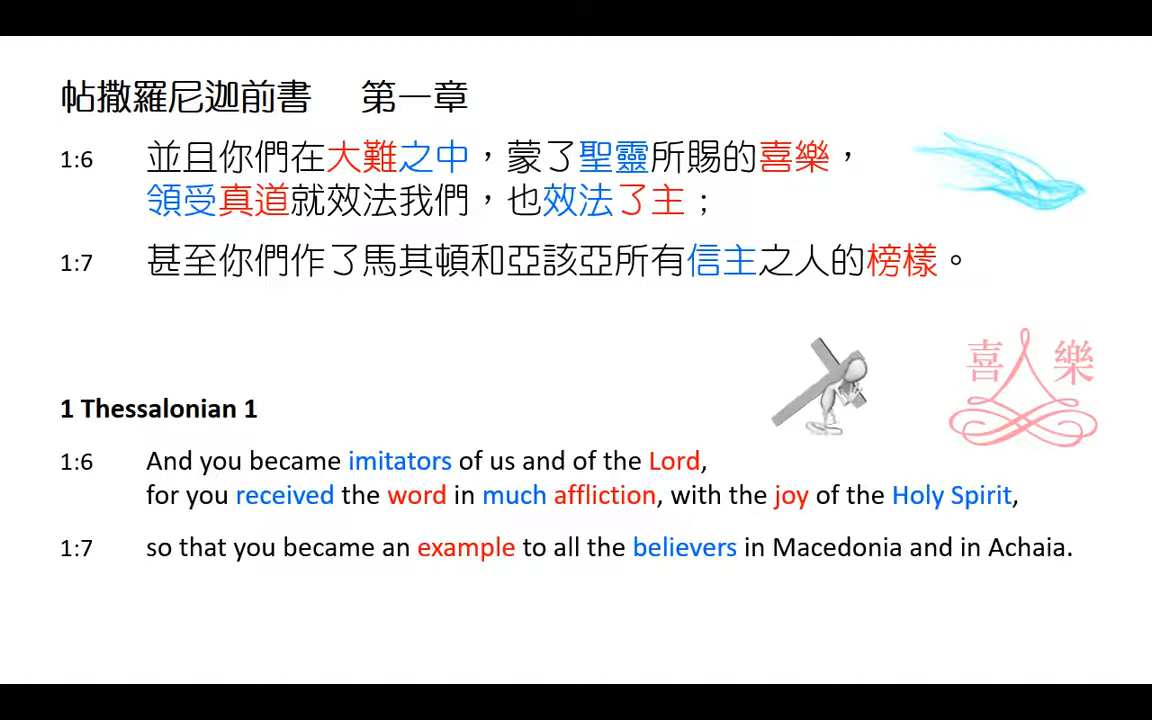 帖撒羅尼迦前書 第一章
1:6 並且你們在大難之中，蒙了聖靈所賜的喜樂，
領受真道就效法我們，也效法了主；
1:7 甚至你們作了馬其頓和亞該亞所有信主之人的榜樣。
喜人樂
1 Thessalonian 1
1:6 And you became imitators of us and of the Lord,
for you received the word in much affliction, with the joy of the Holy Spirit,
1:7 so that you became an example to all the believers in Macedonia and in Achaia.